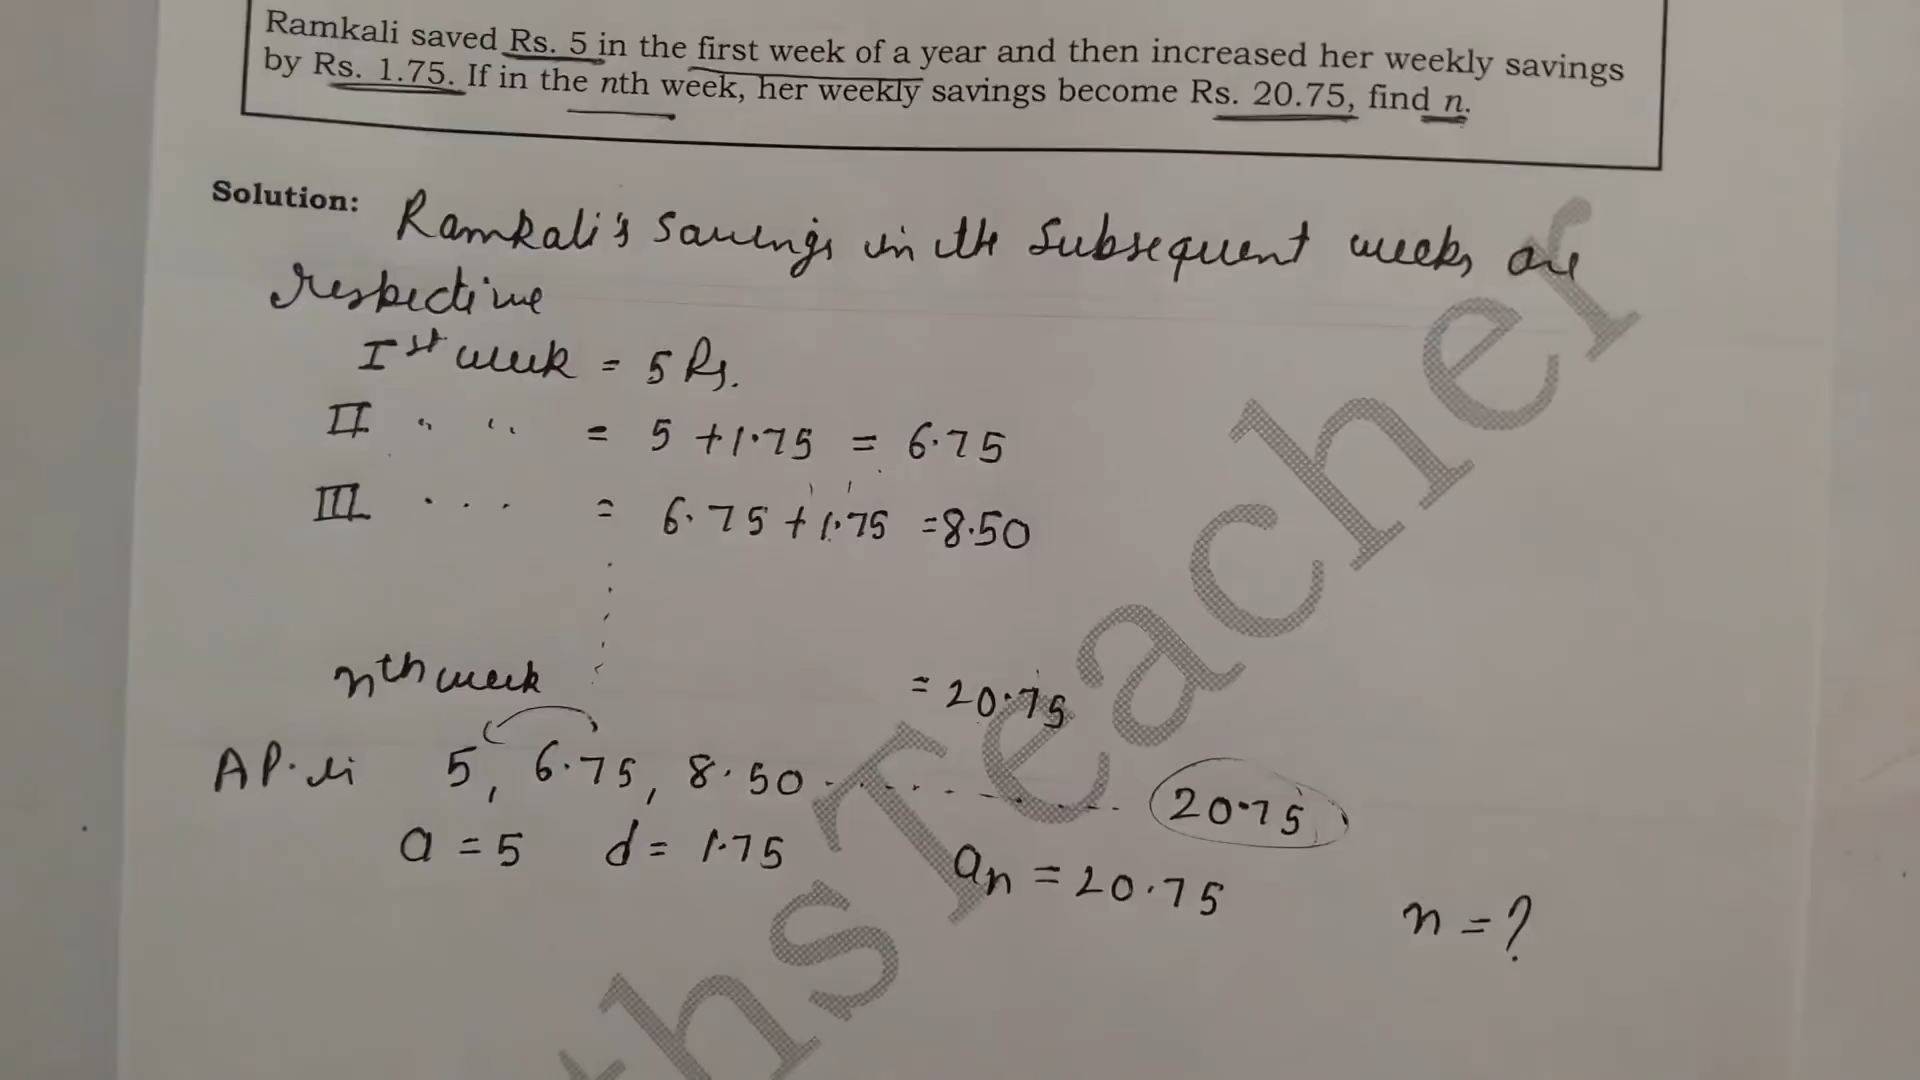 Ramkali saved Rs. 5 in the first week of a year and then increased her weekly savings
by Rs. 1.75. If in the nth week, her weekly savings become Rs. 20.75, find n.
Solution: Ramkali's Savings in the Subsequent weeks are
respective
Ist week = 5 Rs.
II " " = 5 + 1.75 = 6.75
III . . . = 6.75 + 1.75 = 8.50
nth week = 20.75
AP. is 5, 6.75, 8.50 - - - - - - - 20.75
a = 5 d = 1.75 an = 20.75 n = ?
thsTeacher